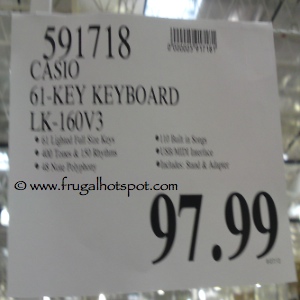 591718
CASIO
61-KEY KEYBOARD
LK-160V3
• 61 Lighted Full Size Keys
• 400 Tones & 150 Rhythms
• 48 Note Polyphony
• 110 Built in Songs
• USB/MIDI Interface
• Includes: Stand & Adapter
www.frugalhotspot.com
97.99